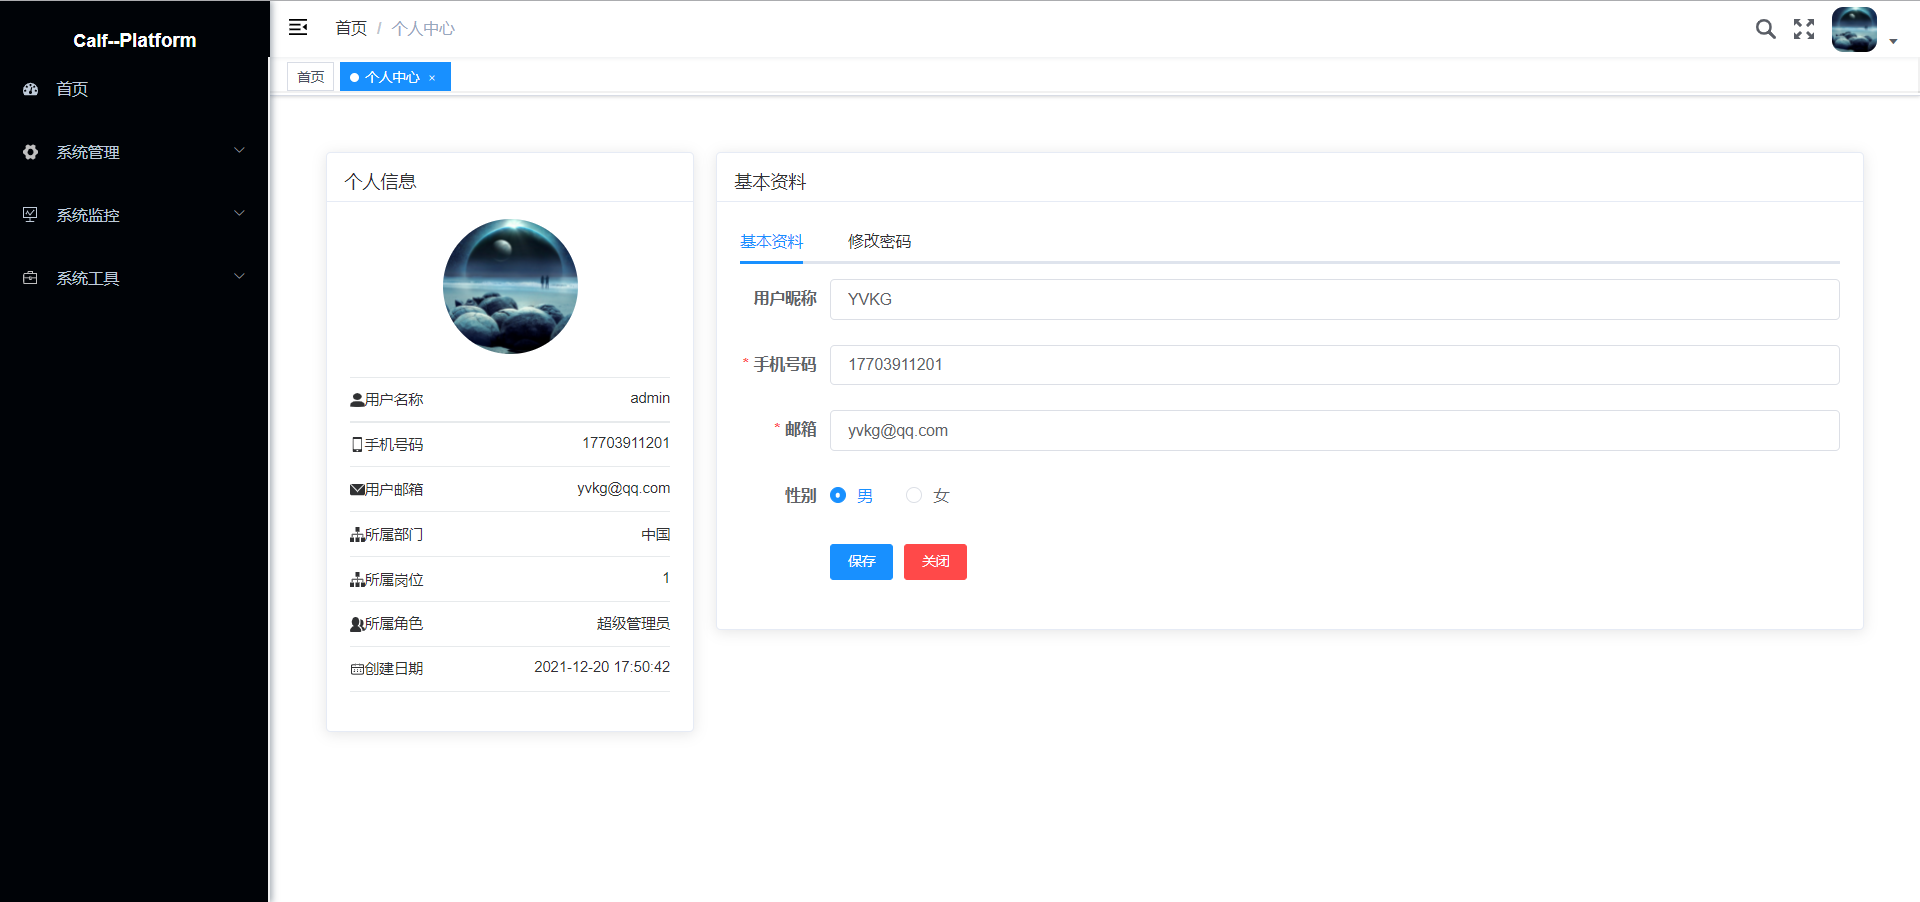 Calf--Platform
首页
系统管理
系统监控
系统工具
首页 / 个人中心
首页
个人中心 ×
个人信息
用户名称 admin
手机号码 17703911201
用户邮箱 yvkg@qq.com
所属部门 中国
所属岗位 1
所属角色 超级管理员
创建日期 2021-12-20 17:50:42
基本资料
基本资料 修改密码
用户昵称 YVKG
* 手机号码 17703911201
* 邮箱 yvkg@qq.com
性别 男 女
保存 关闭